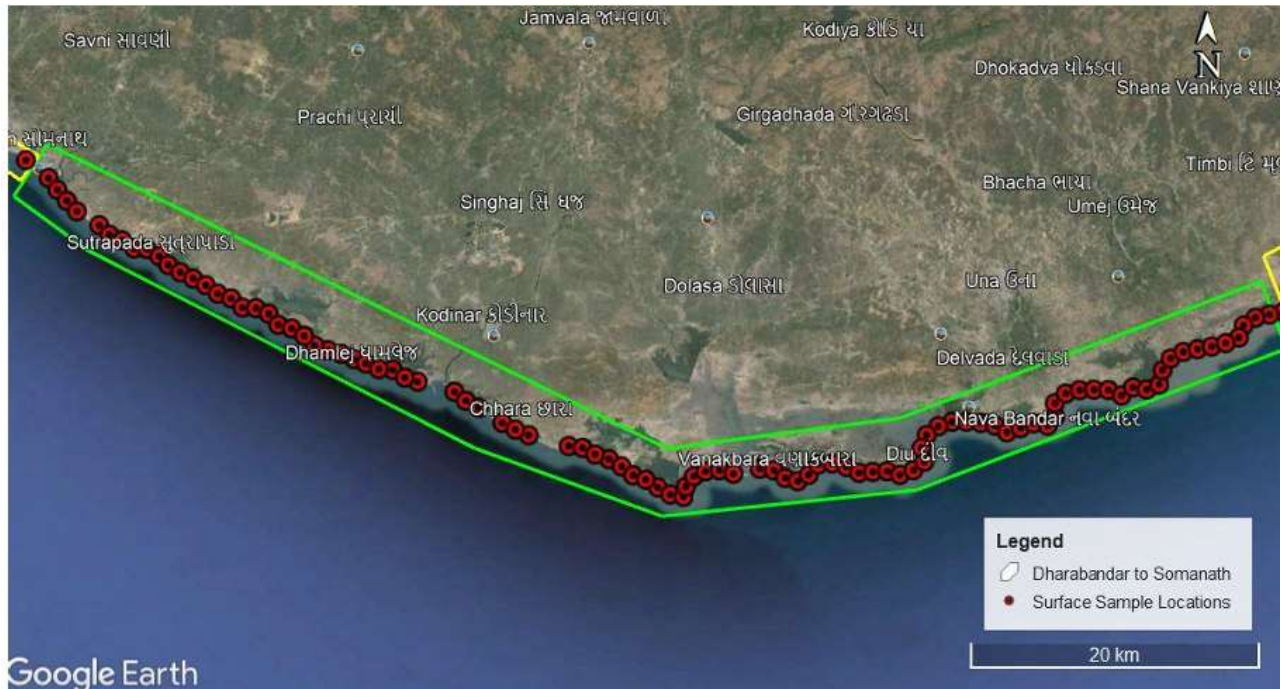 Jamvala જામવાળા
Savni સાવણી
Kodiya કોડિ યા
Dhokadva ધોકડવા
N
Shana Vankiya
Prachi પ્રાચી
Girgadhada ગીરગઢડા
સોમનાથ
Timbi ટિં
Bhacha ભાચા
Singhaj સિં ઘજ
Umej ઉમેજ
Sutrapada સુત્રાપાડા
Una ઉના
Dolasa ડોળાસા
Kodinar કોડીનાર
Dhamlej ધામલેજ
Delvada દેલવાડા
Chhara છારા
Nava Bandar નવા બંદર
Vanakbara વણાકબારા
Diu દીવ
Legend
Dharabandar to Somanath
Surface Sample Locations
20 km
Google Earth